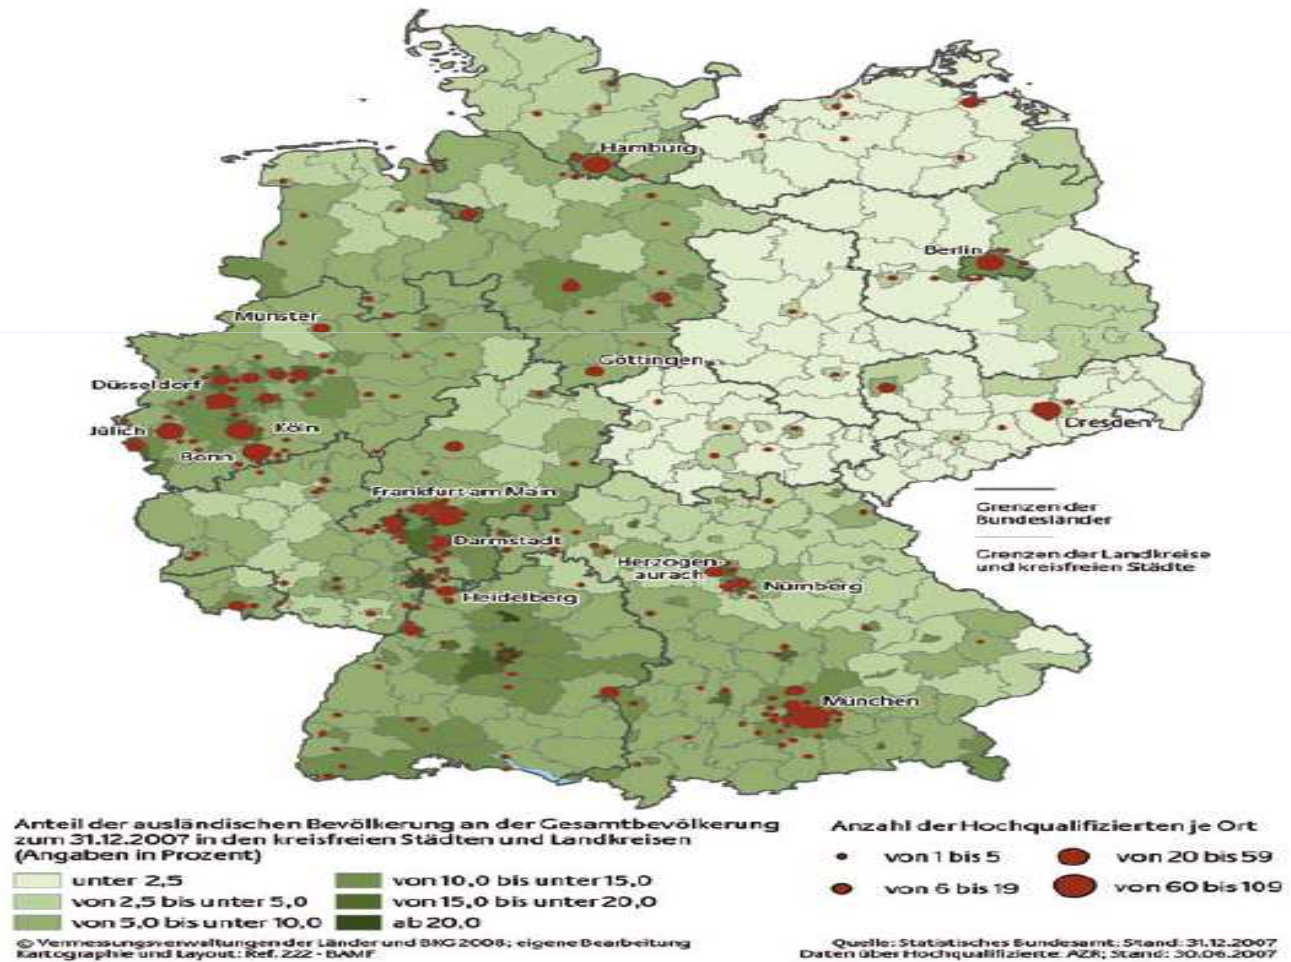 Hamburg
Berlin
Münster
Göttingen
Düsseldorf
Jülich
Köln
Dresden
Bonn
Frankfurt am Main
Grenzen der
Bundesländer
Darmstadt
Grenzen der Landkreise
und kreisfreien Städte
Herzogen-
aurach
Nürnberg
Heidelberg
München
Anteil der ausländischen Bevölkerung an der Gesamtbevölkerung
zum 31.12.2007 in den kreisfreien Städten und Landkreisen
(Angaben in Prozent)
unter 2,5
von 2,5 bis unter 5,0
von 5,0 bis unter 10,0
von 10,0 bis unter 15,0
von 15,0 bis unter 20,0
ab 20,0
Anzahl der Hochqualifizierten je Ort
von 1 bis 5
von 6 bis 19
von 20 bis 59
von 60 bis 109
© Vermessungsverwaltungen der Länder und BKG 2008; eigene Bearbeitung
Kartographie und Layout: Ref. 222 - BAMF
Quelle: Statistisches Bundesamt; Stand: 31.12.2007
Daten über Hochqualifizierte: AZR; Stand: 30.06.2007